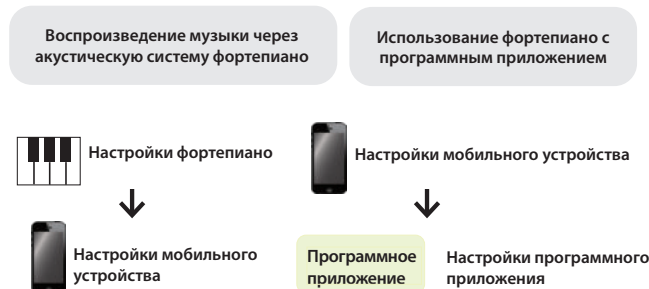 Воспроизведение музыки через
акустическую систему фортепиано
Использование фортепиано с
программным приложением
Настройки фортепиано
Настройки мобильного устройства
Настройки мобильного
устройства
Программное
приложение
Настройки программного
приложения